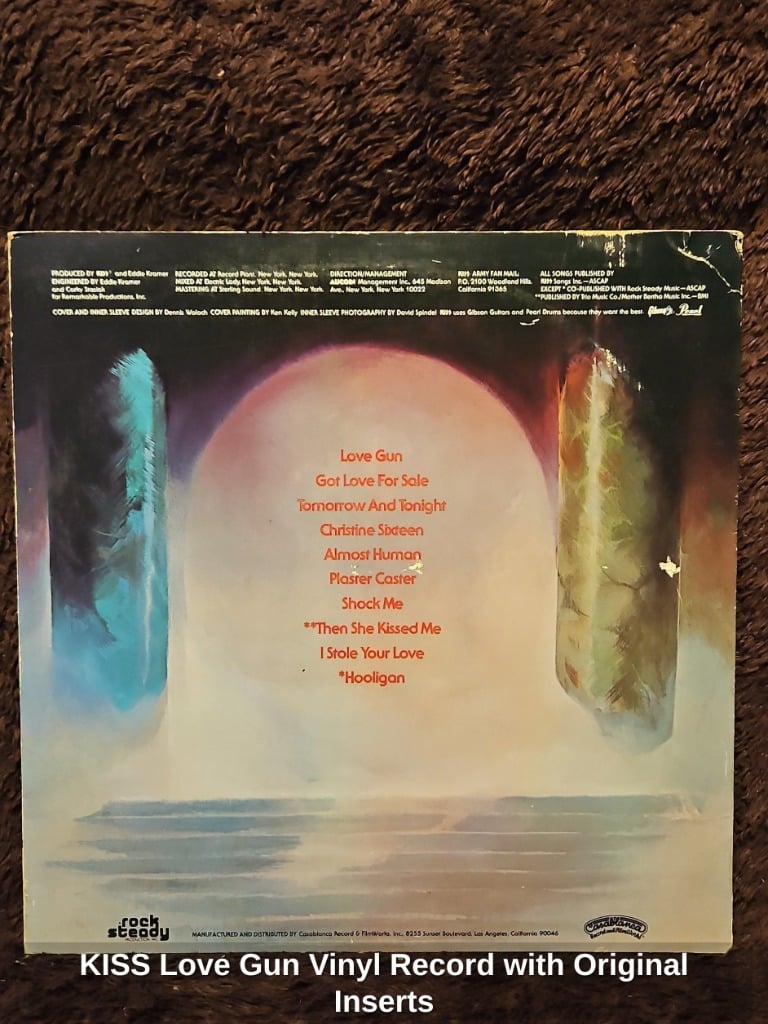 PRODUCED BY KISS and Eddie Kramer
ENGINEERED BY Eddie Kramer
and Corky Stasiak
for Remarkable Productions, Inc.
RECORDED AT Record Plant, New York, New York.
MIXED AT Electric Lady, New York, New York.
MASTERING AT Sterling Sound, New York, New York.
DIRECTION/MANAGEMENT
AUCOIN Management Inc. 645 Madison
Ave., New York, New York 10022
KISS ARMY FAN MAIL.
P.O. 2100 Woodland Hills.
California 91365
ALL SONGS PUBLISHED BY
KISS Songs Inc.—ASCAP
EXCEPT * CO-PUBLISHED WITH Rock Steady Music—ASCAP
**PUBLISHED BY Trio Music Co./Mother Bertha Music Inc.—BMI
COVER AND INNER SLEEVE DESIGN BY Dennis Woloch COVER PAINTING BY Ken Kelly INNER SLEEVE PHOTOGRAPHY BY David Spindel KISS uses Gibson Guitars and Pearl Drums because they want the best. Gibson Pearl
Love Gun
Got Love For Sale
Tomorrow And Tonight
Christine Sixteen
Almost Human
Plaster Caster
Shock Me
**Then She Kissed Me
I Stole Your Love
*Hooligan
rock
steady
MANUFACTURED AND DISTRIBUTED BY Casablanca Record & FilmWorks, Inc. 8255 Sunset Boulevard, Los Angeles, California 90046
Casablanca
Record and FilmWorks
KISS Love Gun Vinyl Record with Original
Inserts